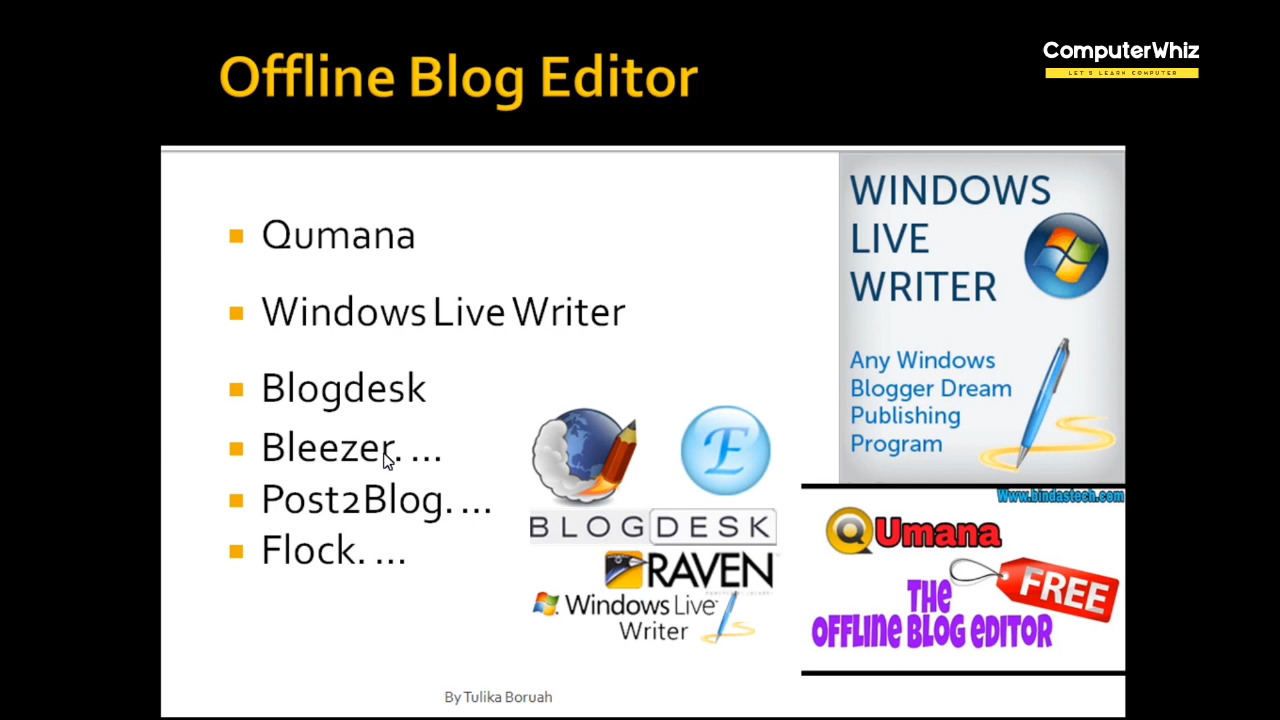 Offline Blog Editor
ComputerWhiz
LET'S LEARN COMPUTER
Qumana
Windows Live Writer
Blogdesk
Bleezer. ...
Post2Blog. ...
Flock. ...
WINDOWS
LIVE
WRITER
Any Windows
Blogger Dream
Publishing
Program
E
BLOGDESK
RAVEN
Windows Live
Writer
Www.bindastech.com
QUmana
THE
FREE
OFFLINE BLOG EDITOR
By Tulika Boruah